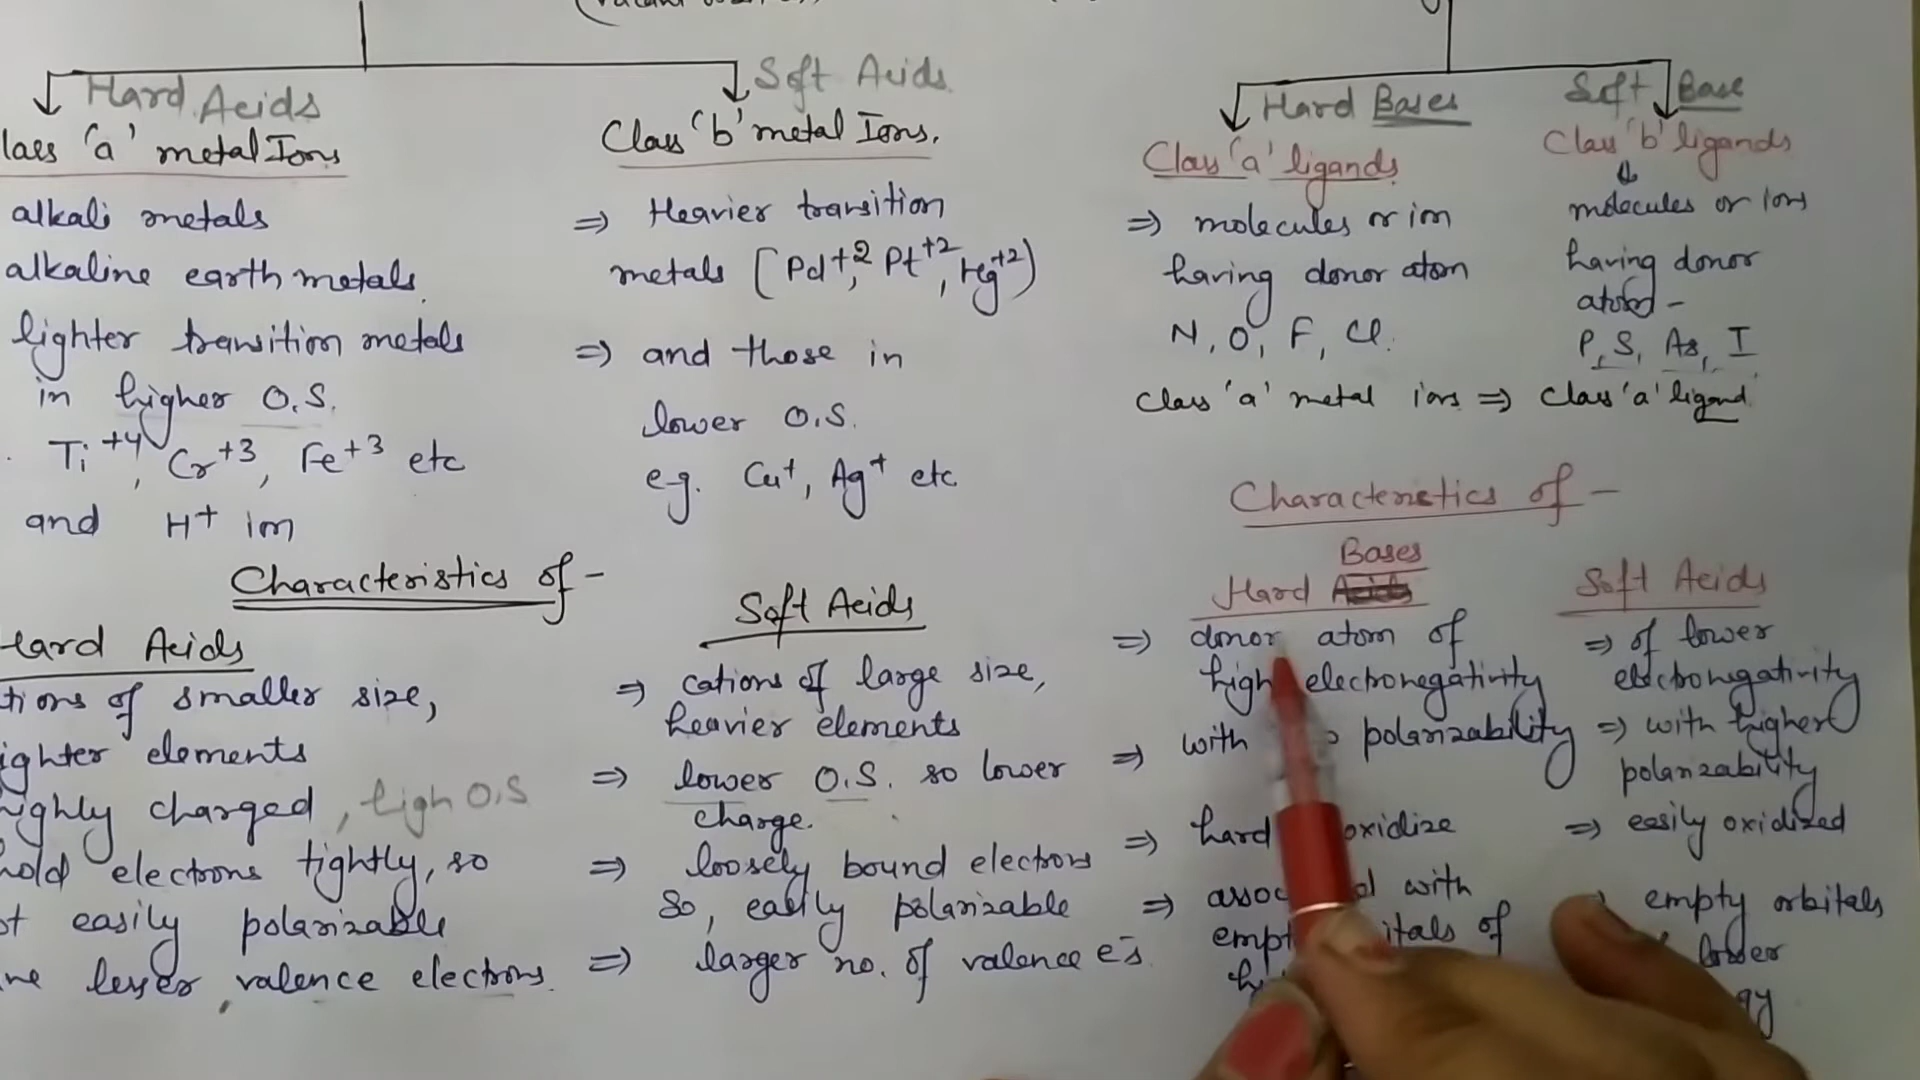 Hard Acids
Soft Acids
Hard Bases
Soft Base
lass 'a' metal Ions
Class 'b' metal Ions.
Class 'a' ligands
Class 'b' ligands
alkali metals
alkaline earth metals.
lighter transition metals
in higher O.S.
Ti+4, Cr+3, Fe+3 etc
and H+ ion
⇒ Heavier transition
metals [Pd+2, Pt+2, Hg+2)
⇒ and those in
lower O.S.
e.g. Cu+, Ag+ etc
⇒ molecules or ion
having donor atom
N, O, F, Cl.
molecules or ions
having donor
atoms -
P, S, As, I
Class 'a' metal ions ⇒ Class 'a' ligand
Characteristics of -
Hard Acids
tions of smaller size,
ighter elements
ighly charged, high O.S
hold electrons tightly, so
ot easily polarizable
lesser valence electrons.
Soft Acids
⇒ cations of large size,
heavier elements
⇒ lower O.S. so lower
charge.
⇒ loosely bound electrons
So, easily polarizable
⇒ larger no. of valence e-s
Characteristics of -
Bases
Hard
⇒ donor atom of
high electronegativity
⇒ with polarizability
⇒ hard oxidize
⇒ with
of
Soft Acids
⇒ of lower
electronegativity
⇒ with higher
polarizability
⇒ easily oxidized
empty orbitals
lower